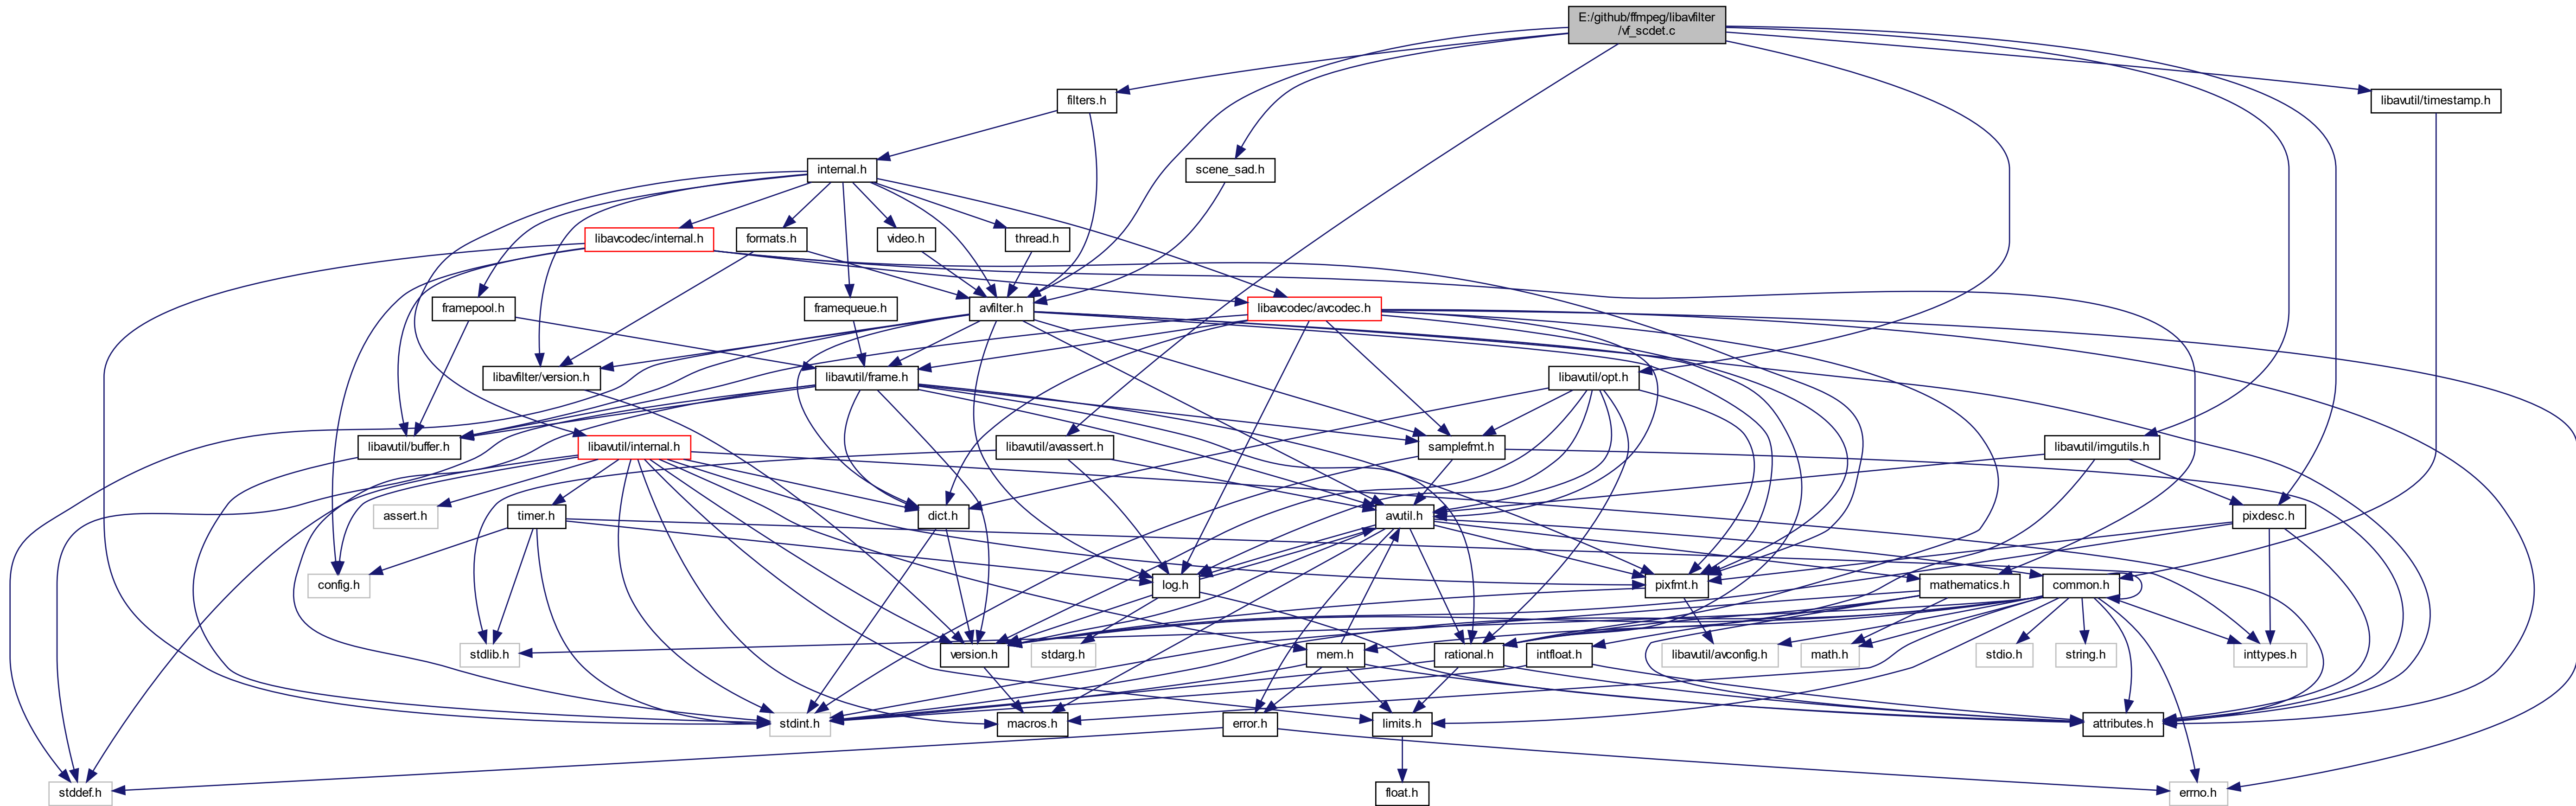 E:/github/ffmpeg/libavfilter
/vf_scdet.c
filters.h
libavutil/timestamp.h
internal.h
scene_sad.h
libavcodec/internal.h
formats.h
video.h
thread.h
framepool.h
framequeue.h
avfilter.h
libavcodec/avcodec.h
libavfilter/version.h
libavutil/frame.h
libavutil/opt.h
libavutil/buffer.h
libavutil/internal.h
libavutil/avassert.h
samplefmt.h
libavutil/imgutils.h
assert.h
timer.h
dict.h
avutil.h
pixdesc.h
config.h
log.h
pixfmt.h
mathematics.h
common.h
stdlib.h
version.h
stdarg.h
mem.h
rational.h
intfloat.h
libavutil/avconfig.h
math.h
stdio.h
string.h
inttypes.h
stdint.h
macros.h
error.h
limits.h
attributes.h
stddef.h
float.h
errno.h